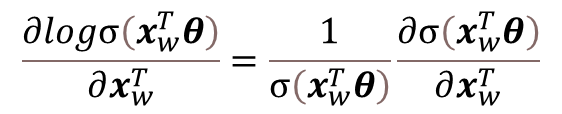 ∂logσ(𝒙_w^T 𝜽)/∂𝒙_w^T = 1/σ(𝒙_w^T 𝜽) ∂σ(𝒙_w^T 𝜽)/∂𝒙_w^T